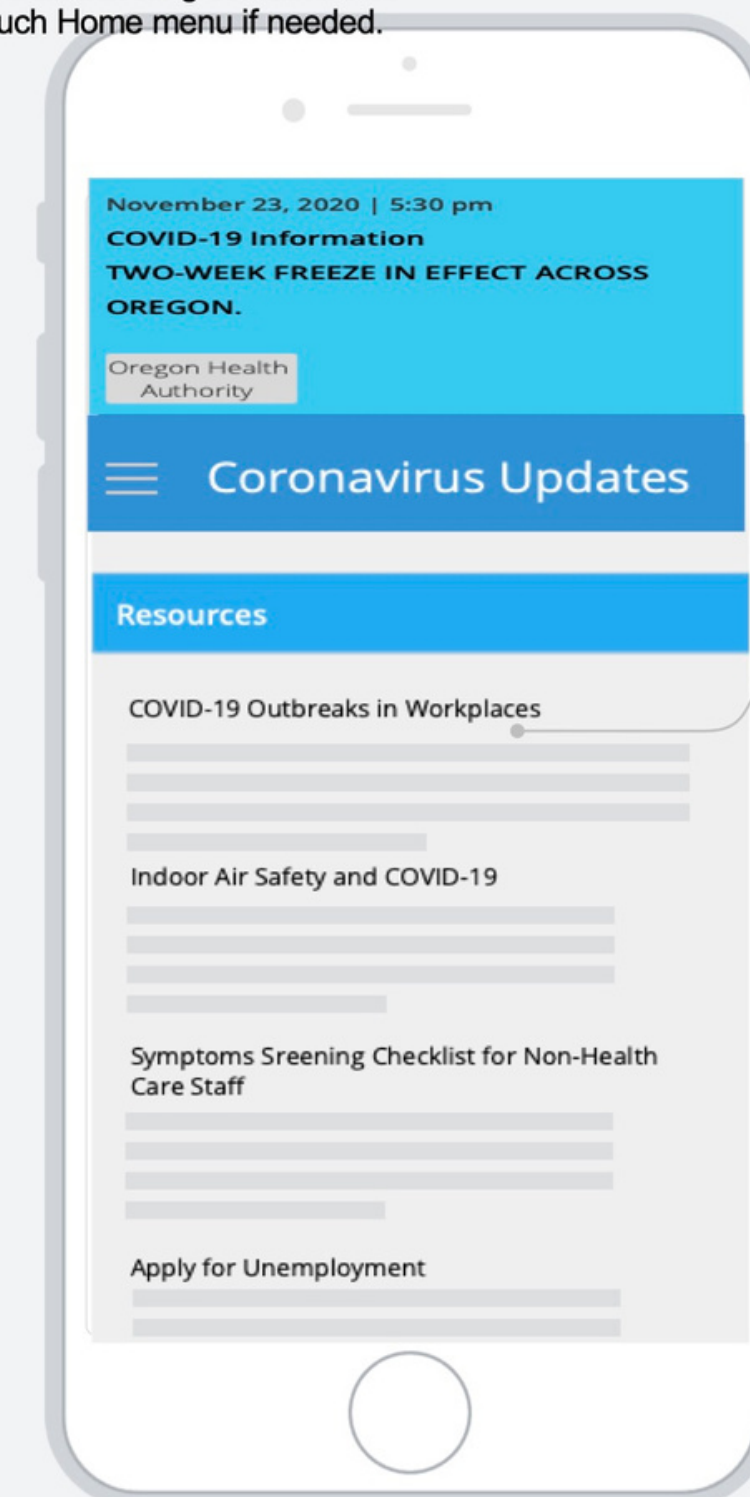 uch Home menu if needed.
November 23, 2020 | 5:30 pm
COVID-19 Information
TWO-WEEK FREEZE IN EFFECT ACROSS
OREGON.
Oregon Health
Authority
Coronavirus Updates
Resources
COVID-19 Outbreaks in Workplaces
Indoor Air Safety and COVID-19
Symptoms Sreening Checklist for Non-Health
Care Staff
Apply for Unemployment